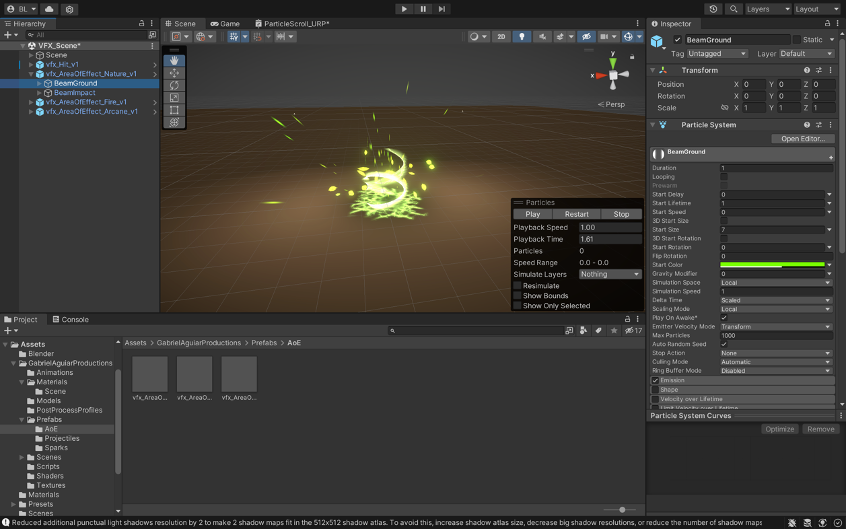 BL
Layers
Layout
Hierarchy
All
VFX_Scene*
Scene
vfx_Hit_v1
vfx_AreaOfEffect_Nature_v1
BeamGround
BeamImpact
vfx_AreaOfEffect_Fire_v1
vfx_AreaOfEffect_Arcane_v1
Scene
Game
ParticleScroll_URP*
2D
y
x
Persp
Particles
Play
Restart
Stop
Playback Speed
1.00
Playback Time
1.61
Particles
0
Speed Range
0.0 - 0.0
Simulate Layers
Nothing
Resimulate
Show Bounds
Show Only Selected
Inspector
BeamGround
Static
Tag
Untagged
Layer
Default
Transform
Position
X 0 Y 0 Z 0
Rotation
X 0 Y 0 Z 0
Scale
X 1 Y 1 Z 1
Particle System
Open Editor...
BeamGround
Duration
1
Looping
Prewarm
Start Delay
0
Start Lifetime
1
Start Speed
0
3D Start Size
Start Size
7
3D Start Rotation
Start Rotation
0
Flip Rotation
0
Start Color
Gravity Modifier
0
Simulation Space
Local
Simulation Speed
1
Delta Time
Scaled
Scaling Mode
Local
Play On Awake*
Emitter Velocity Mode
Transform
Max Particles
1000
Auto Random Seed
Stop Action
None
Culling Mode
Automatic
Ring Buffer Mode
Disabled
Emission
Shape
Velocity over Lifetime
Limit Velocity over Lifetime
Particle System Curves
Optimize
Remove
Project
Console
17
Assets
Blender
GabrielAguiarProductions
Animations
Materials
Scene
Models
PostProcessProfiles
Prefabs
AoE
Projectiles
Sparks
Scenes
Scripts
Shaders
Textures
Materials
Presets
Scenes
Assets > GabrielAguiarProductions > Prefabs > AoE
vfx_AreaO...
vfx_AreaO...
vfx_AreaO...
Reduced additional punctual light shadows resolution by 2 to make 2 shadow maps fit in the 512x512 shadow atlas. To avoid this, increase shadow atlas size, decrease big shadow resolutions, or reduce the number of shadow maps